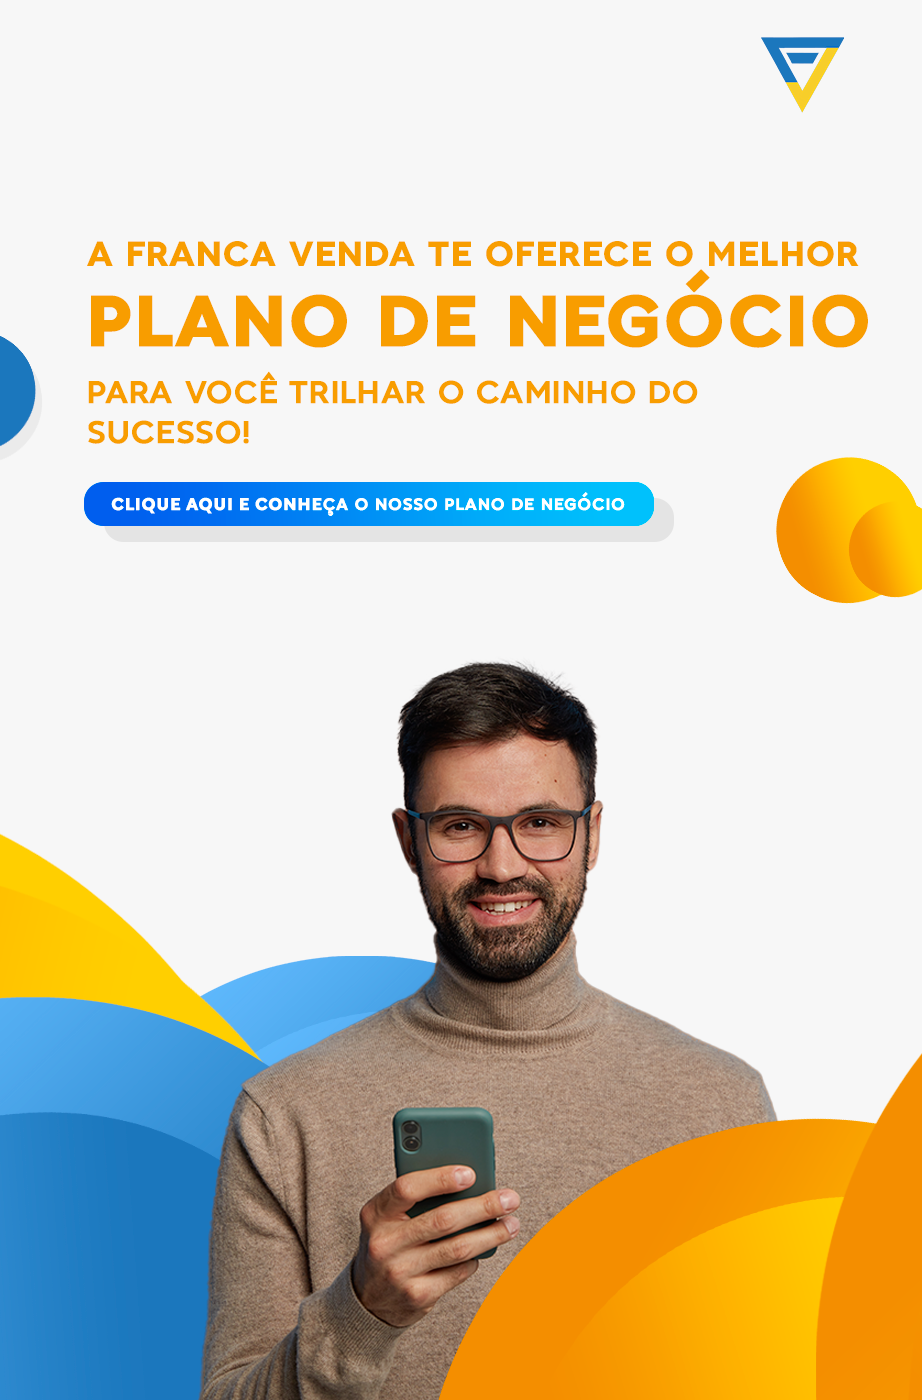 A FRANCA VENDA TE OFERECE O MELHOR
PLANO DE NEGÓCIO
PARA VOCÊ TRILHAR O CAMINHO DO
SUCESSO!
CLIQUE AQUI E CONHEÇA O NOSSO PLANO DE NEGÓCIO